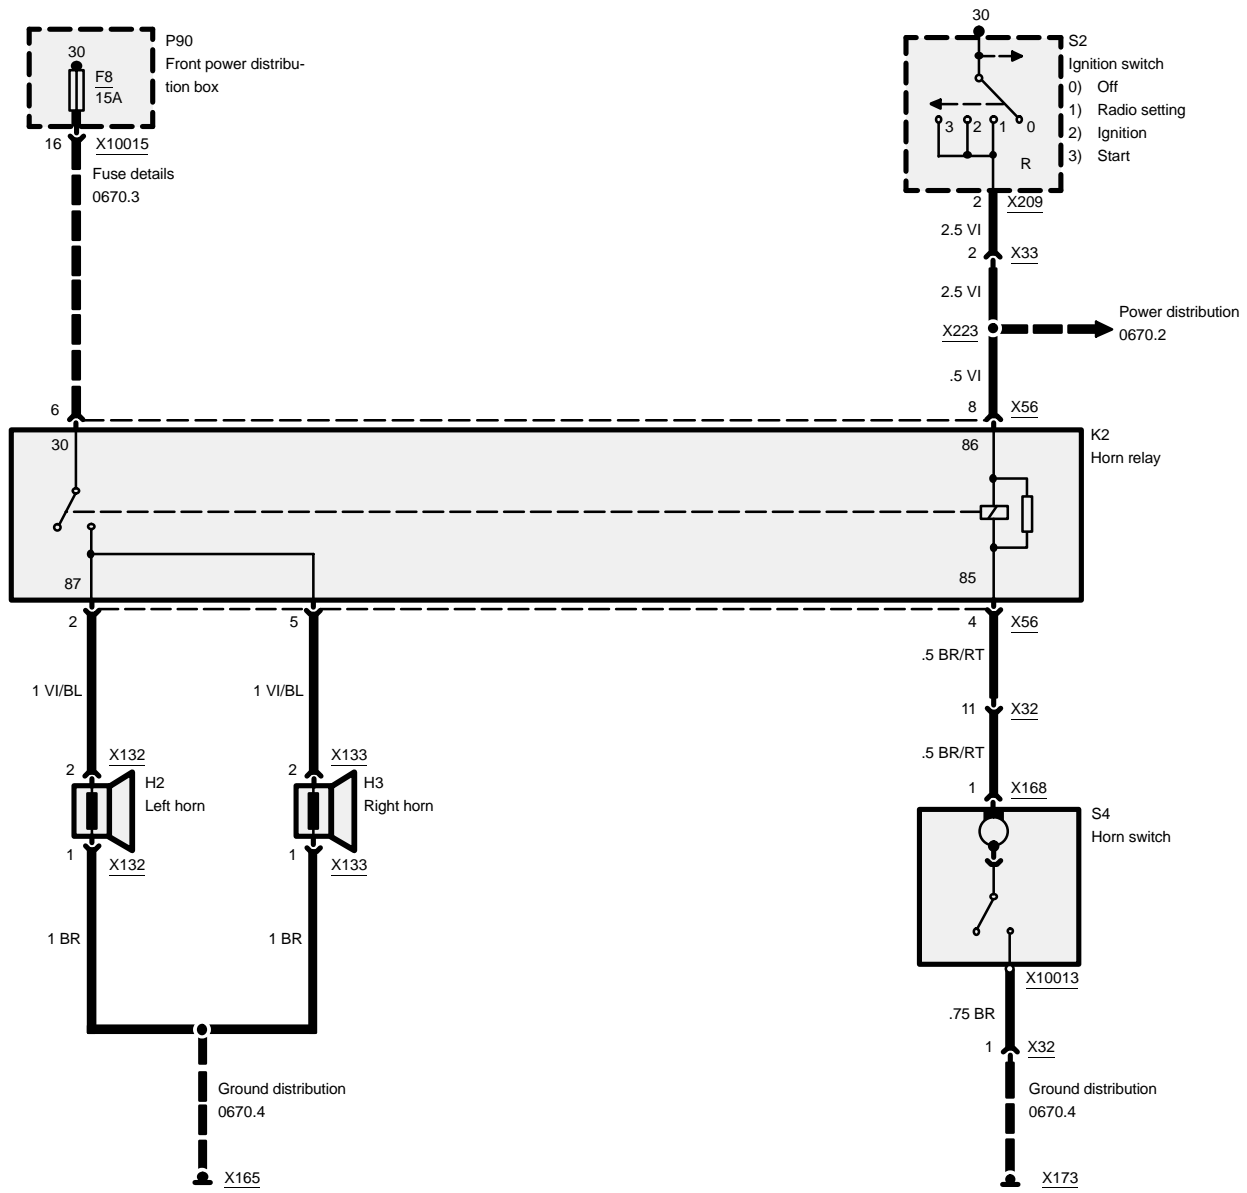 30
P90
Front power distribu-
tion box
30
F8
15A
16 X10015
Fuse details
0670.3
S2
Ignition switch
0) Off
1) Radio setting
2) Ignition
3) Start
3 2 1 0
R
2 X209
2.5 VI
2 X33
2.5 VI
X223
Power distribution
0670.2
.5 VI
6
8 X56
30
86
K2
Horn relay
87
85
2
5
4 X56
.5 BR/RT
1 VI/BL
1 VI/BL
11 X32
.5 BR/RT
X132
X133
2
2
H2
Left horn
H3
Right horn
1 X168
S4
Horn switch
1
X132
1
X133
1 BR
1 BR
X10013
.75 BR
1 X32
Ground distribution
0670.4
Ground distribution
0670.4
X165
X173